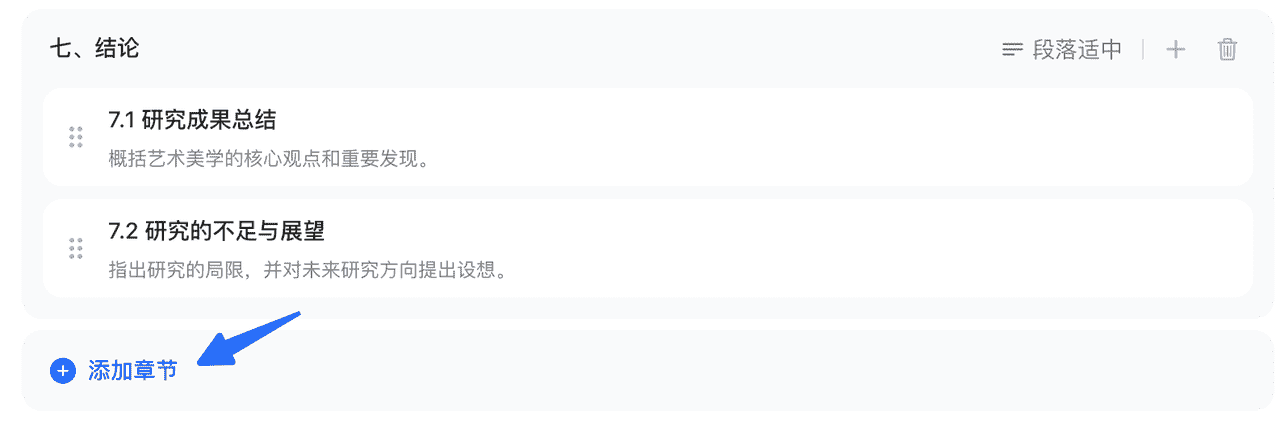 七、结论
段落适中
7.1 研究成果总结
概括艺术美学的核心观点和重要发现。
7.2 研究的不足与展望
指出研究的局限，并对未来研究方向提出设想。
添加章节